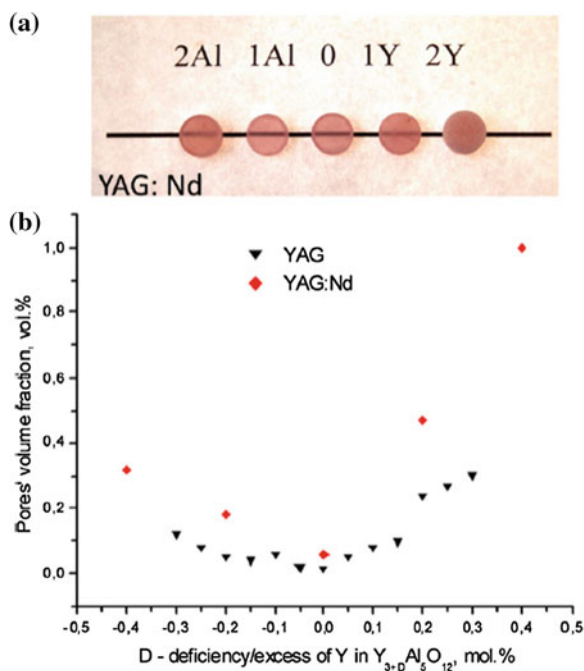 (a)
2Al 1Al 0 1Y 2Y
YAG: Nd
(b)
YAG
YAG:Nd
1,0
0,8
0,6
0,4
0,2
0,0
Pores' volume fraction, vol.%
-0,5 -0,4 -0,3 -0,2 -0,1 0,0 0,1 0,2 0,3 0,4 0,5
D - deficiency/excess of Y in Y3+DAl5O12, mol.%